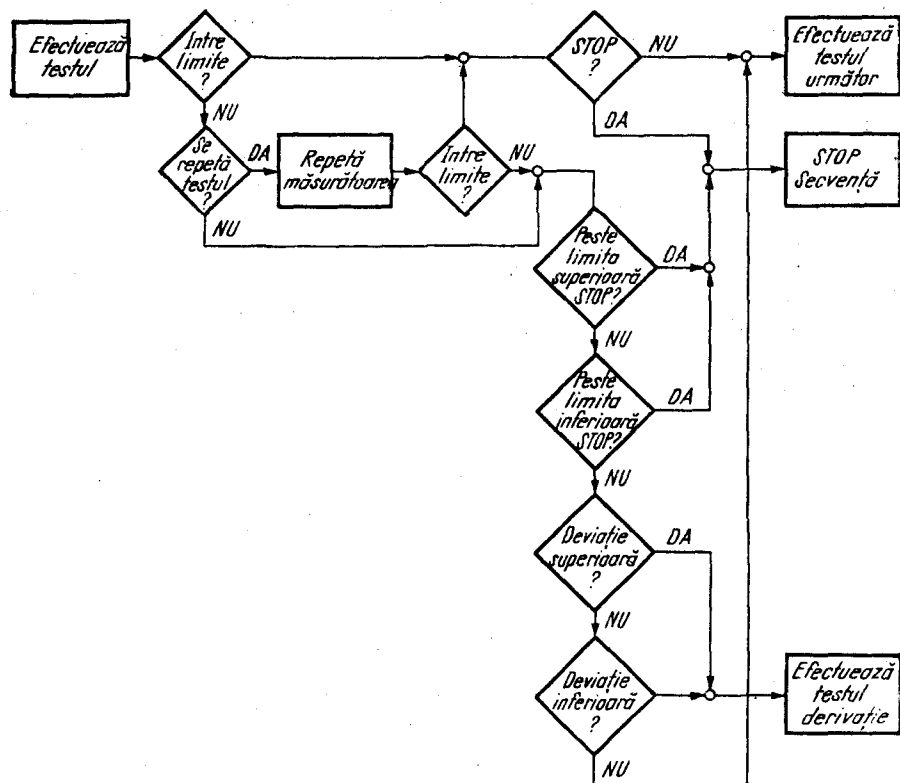 Efectuează
testul
Intre
limite
?
NU
STOP
?
NU
DA
Efectuează
testul
următor
Se
repetă
testul
?
DA
NU
Repetă
măsurătoarea
Intre
limite
?
NU
STOP
Secvență
Peste
limita
superioară
STOP?
DA
NU
Peste
limita
inferioară
STOP?
DA
NU
Deviație
superioară
?
DA
NU
Deviație
inferioară
?
NU
Efectuează
testul
derivație